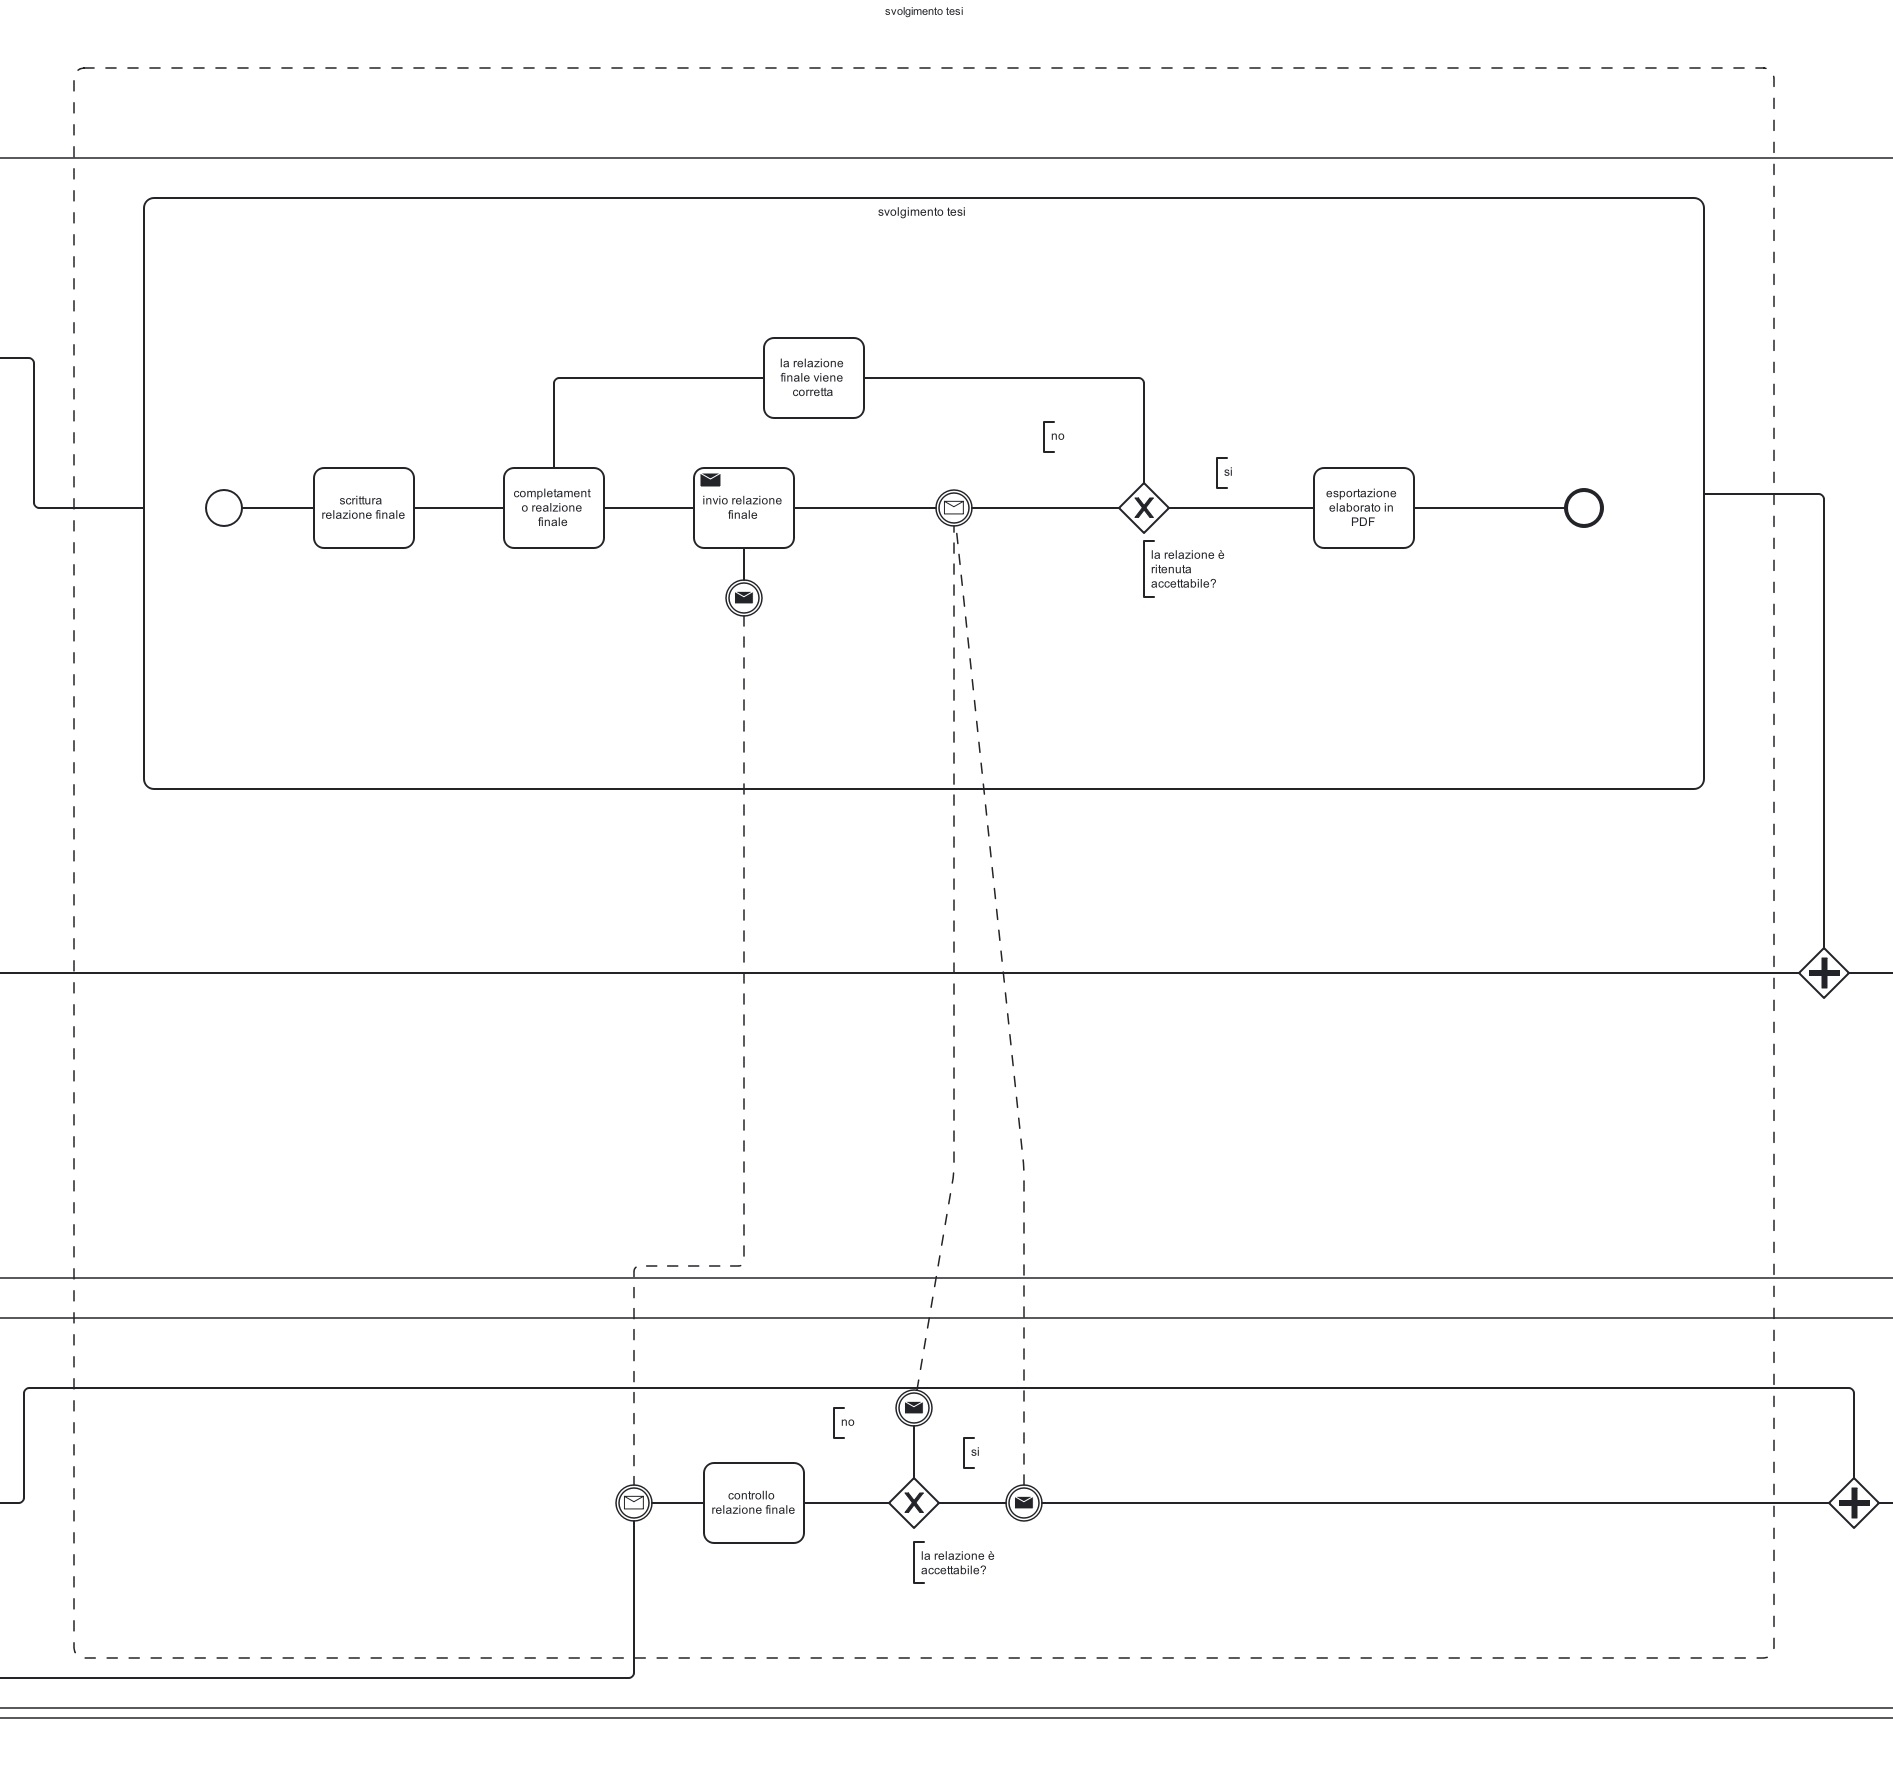 svolgimento tesi
svolgimento tesi
la relazione
finale viene
corretta
no
si
scrittura
relazione finale
completament
o realzione
finale
invio relazione
finale
esportazione
elaborato in
PDF
la relazione è
ritenuta
accettabile?
no
si
controllo
relazione finale
la relazione è
accettabile?